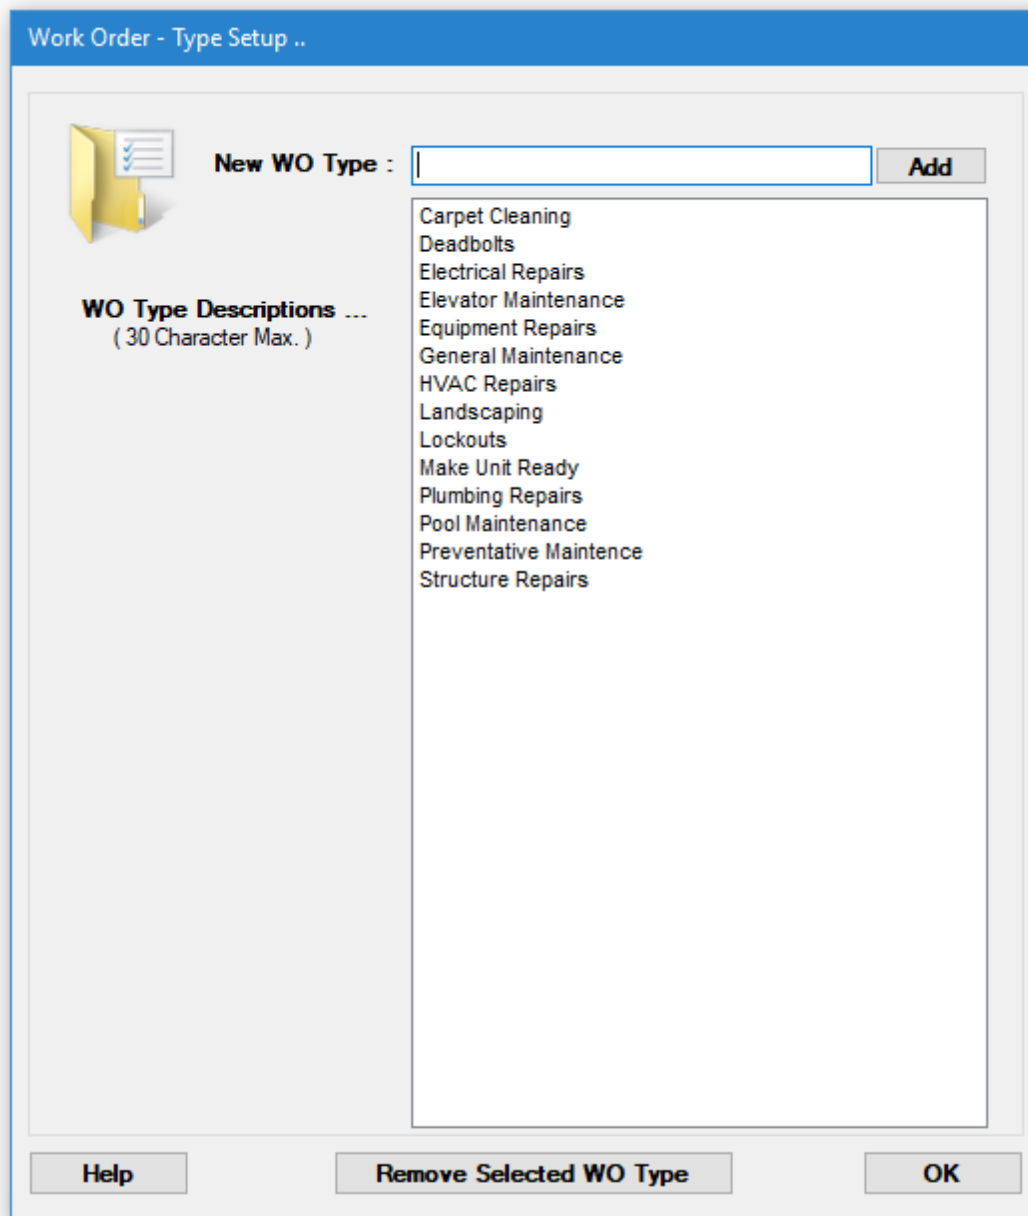 Work Order - Type Setup ..
New WO Type :
Add
Carpet Cleaning
Deadbolts
Electrical Repairs
Elevator Maintenance
WO Type Descriptions ...
( 30 Character Max. )
Equipment Repairs
General Maintenance
HVAC Repairs
Landscaping
Lockouts
Make Unit Ready
Plumbing Repairs
Pool Maintenance
Preventative Maintence
Structure Repairs
Help
Remove Selected WO Type
OK